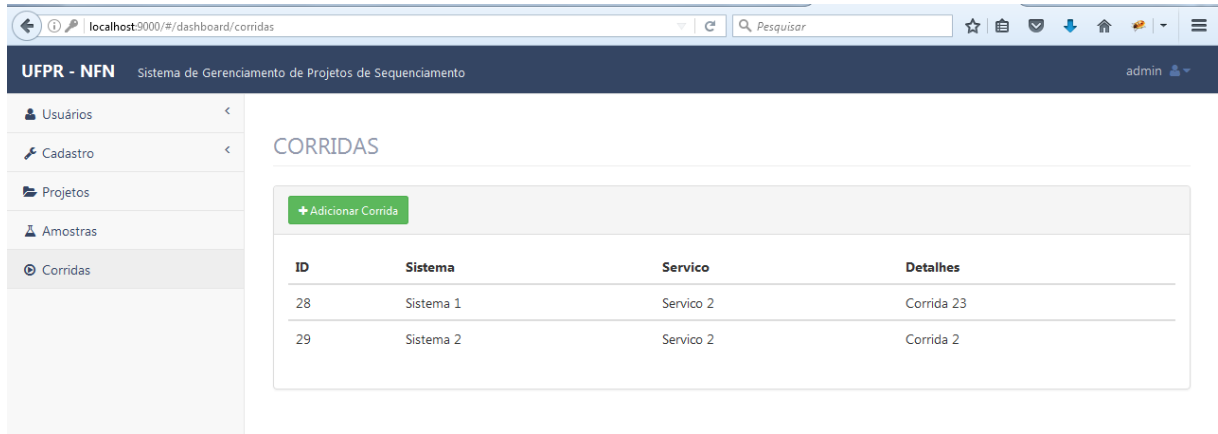 localhost:9000/#/dashboard/corridas
Pesquisar
UFPR - NFN Sistema de Gerenciamento de Projetos de Sequenciamento admin
Usuários
Cadastro
Projetos
Amostras
Corridas
CORRIDAS
Adicionar Corrida
ID Sistema Servico Detalhes
28 Sistema 1 Servico 2 Corrida 23
29 Sistema 2 Servico 2 Corrida 2